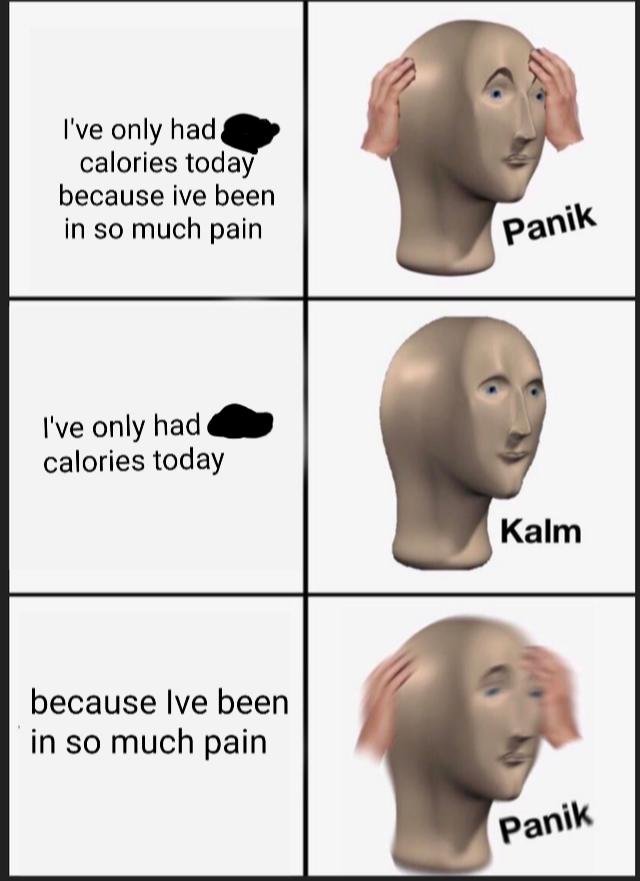 I've only had
calories today
because ive been
in so much pain
Panik
I've only had
calories today
Kalm
because Ive been
in so much pain
Panik